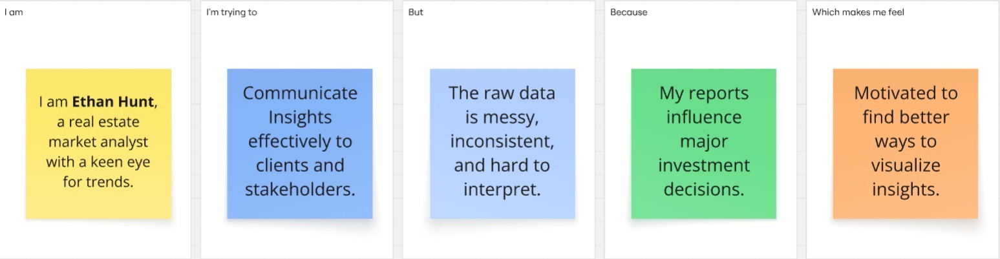 I am
I am Ethan Hunt,
a real estate
market analyst
with a keen eye
for trends.
I'm trying to
Communicate
Insights
effectively to
clients and
stakeholders.
But
The raw data
is messy,
inconsistent,
and hard to
interpret.
Because
My reports
influence
major
investment
decisions.
Which makes me feel
Motivated to
find better
ways to
visualize
insights.